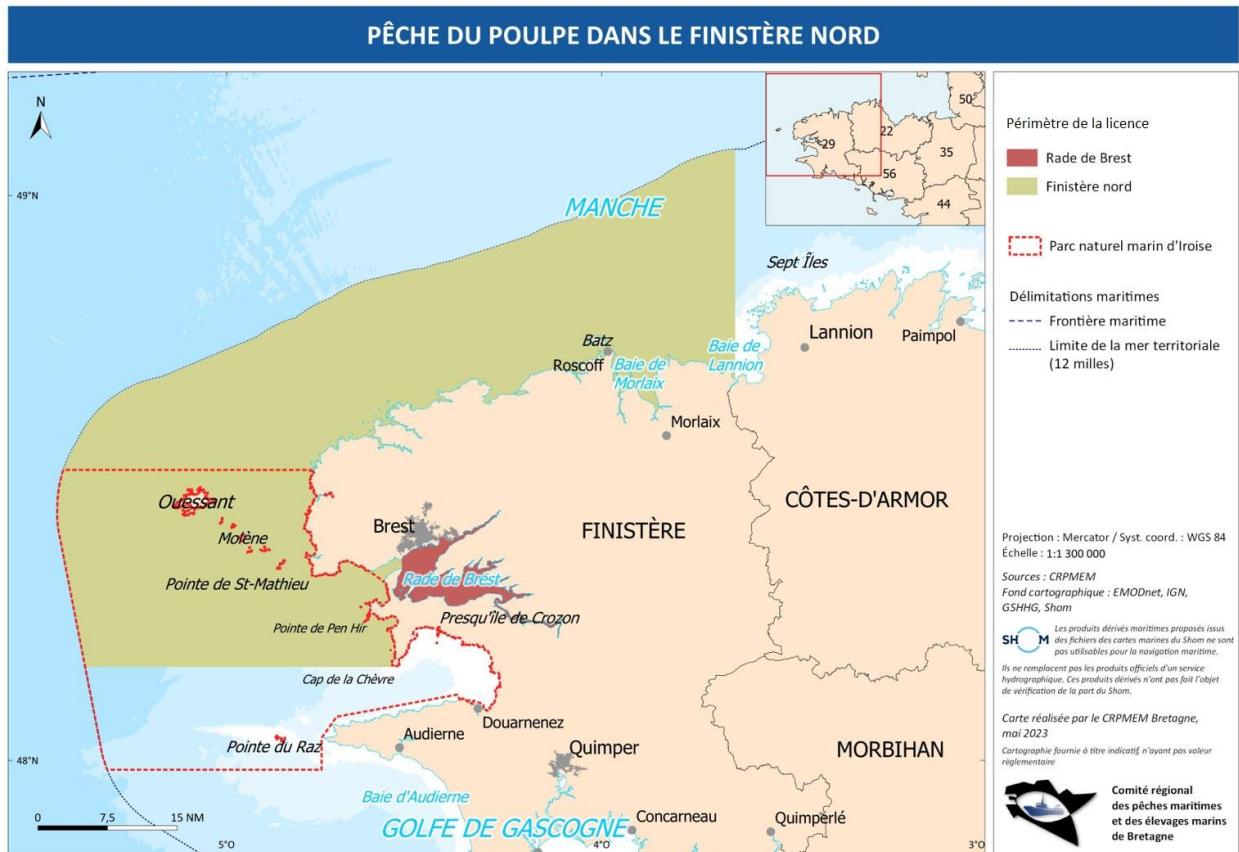 PÊCHE DU POULPE DANS LE FINISTÈRE NORD
N
49°N
48°N
5°O
4°O
3°O
50
22
29
35
56
44
MANCHE
Sept Îles
Lannion
Paimpol
Batz
Roscoff
Baie de
Morlaix
Baie de
Lannion
Morlaix
CÔTES-D'ARMOR
Ouessant
Molène
Brest
FINISTÈRE
Pointe de St-Mathieu
Rade de Brest
Pointe de Pen Hir
Presqu'île de Crozon
Cap de la Chèvre
Douarnenez
Pointe du Raz
Audierne
Quimper
MORBIHAN
Baie d'Audierne
GOLFE DE GASCOGNE
Concarneau
Quimperlé
0 7,5 15 NM
Périmètre de la licence
Rade de Brest
Finistère nord
Parc naturel marin d'Iroise
Délimitations maritimes
Frontière maritime
Limite de la mer territoriale
(12 milles)
Projection : Mercator / Syst. coord. : WGS 84
Échelle : 1:1 300 000
Sources : CRPMEM
Fond cartographique : EMODnet, IGN,
GSHHG, Shom
SH M
Les produits dérivés maritimes proposés issus
des fichiers des cartes marines du Shom ne sont
pas utilisables pour la navigation maritime.
Ils ne remplacent pas les produits officiels d'un service
hydrographique. Ces produits dérivés n'ont pas fait l'objet
de vérification de la part du Shom.
Carte réalisée par le CRPMEM Bretagne,
mai 2023
Cartographie fournie à titre indicatif, n'ayant pas valeur
règlementaire
Comité régional
des pêches maritimes
et des élevages marins
de Bretagne